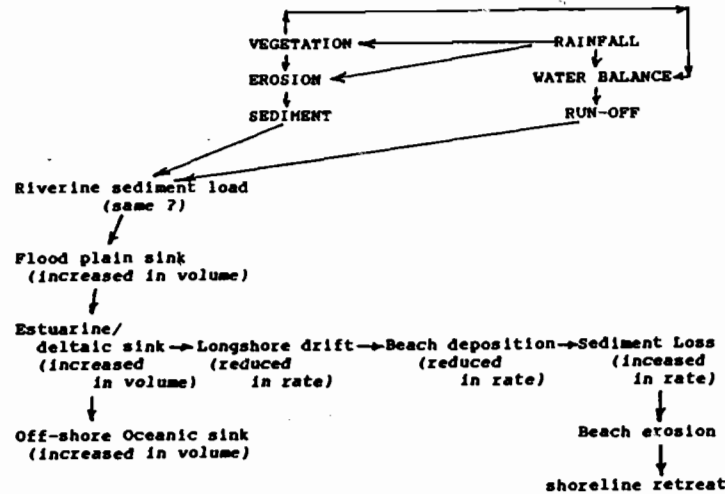 VEGETATION RAINFALL
EROSION WATER BALANCE
SEDIMENT RUN-OFF
Riverine sediment load
(same ?)
Flood plain sink
(increased in volume)
Estuarine/
deltaic sink Longshore drift Beach deposition Sediment Loss
(increased (reduced (reduced (inceased
in volume) in rate) in rate) in rate)
Off-shore Oceanic sink Beach erosion
(increased in volume)
shoreline retreat